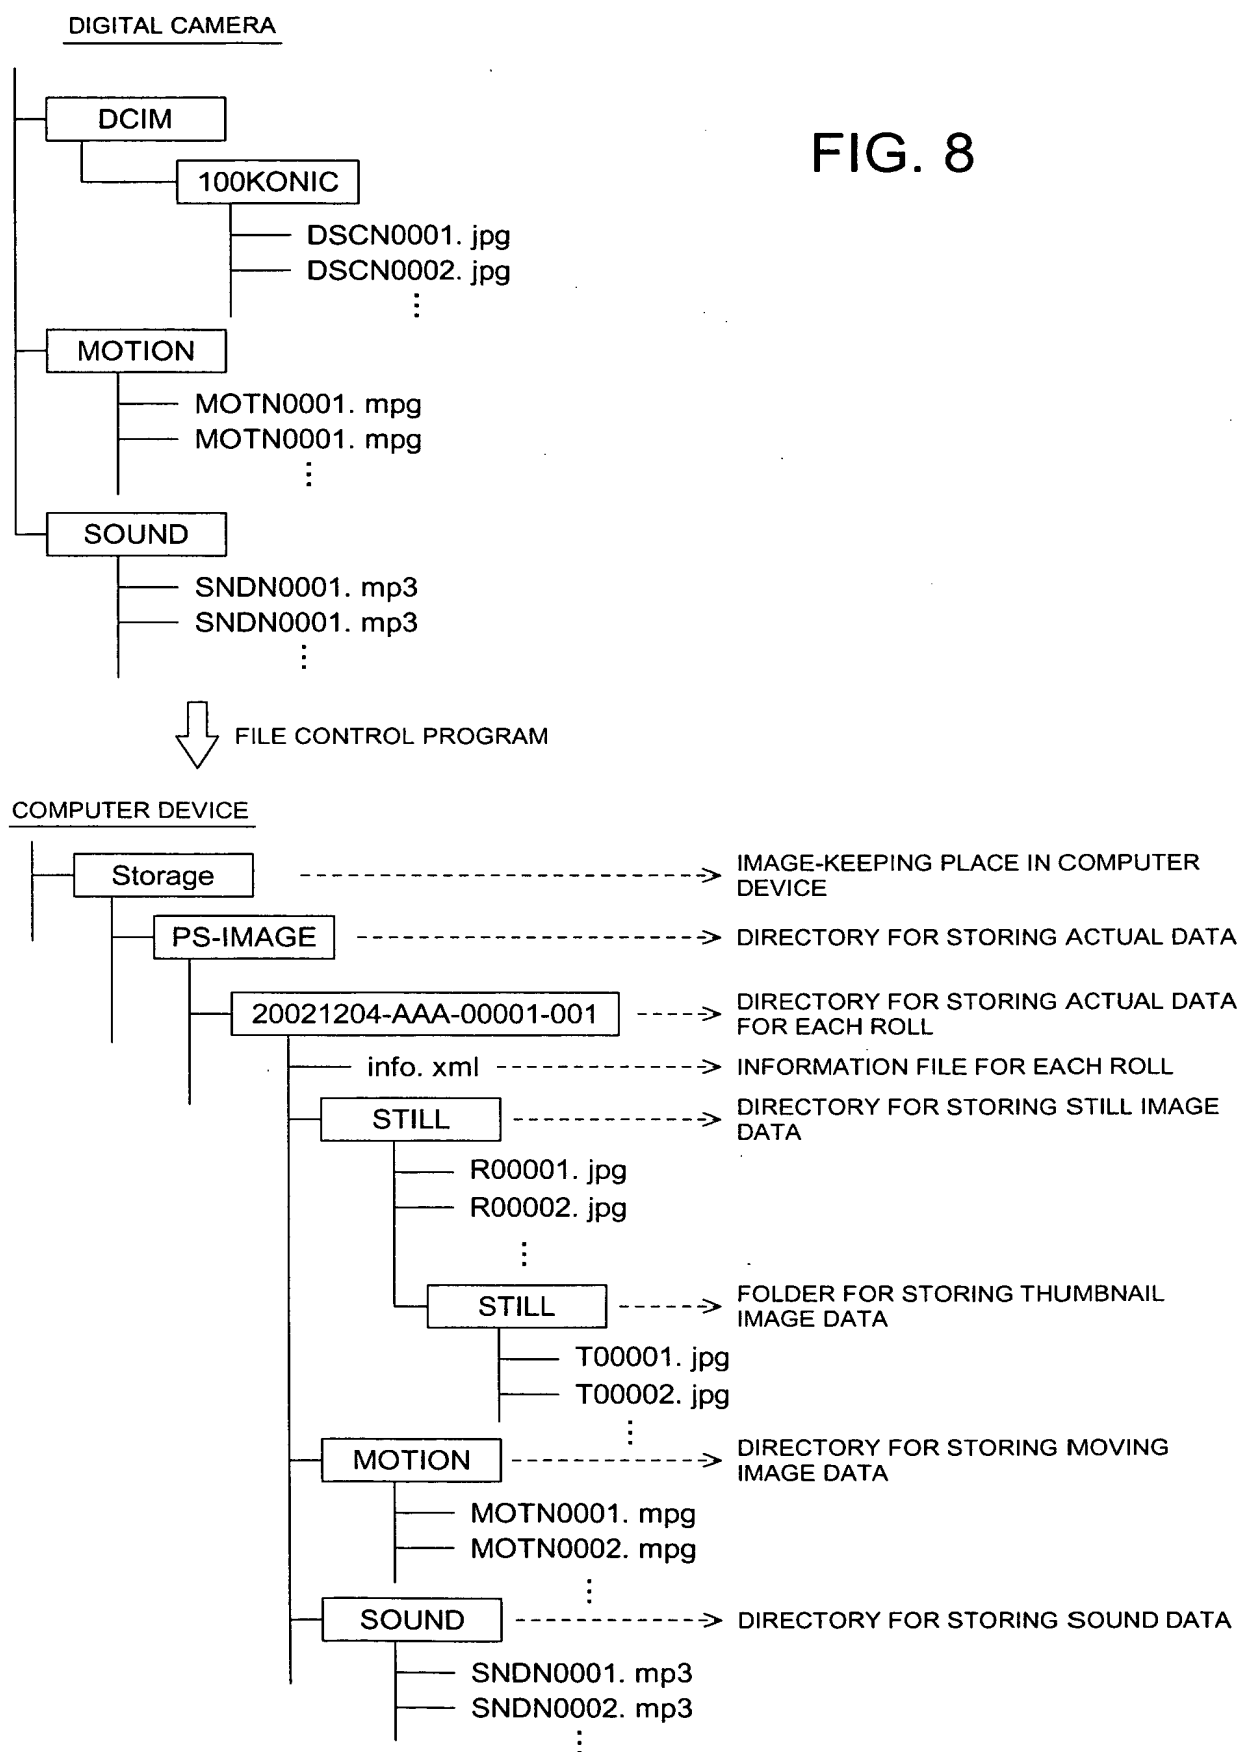 DIGITAL CAMERA
FIG. 8
DCIM
100KONIC
DSCN0001. jpg
DSCN0002. jpg
⋮
MOTION
MOTN0001. mpg
MOTN0001. mpg
⋮
SOUND
SNDN0001. mp3
SNDN0001. mp3
⋮
FILE CONTROL PROGRAM
COMPUTER DEVICE
Storage
IMAGE-KEEPING PLACE IN COMPUTER
DEVICE
PS-IMAGE
DIRECTORY FOR STORING ACTUAL DATA
20021204-AAA-00001-001
DIRECTORY FOR STORING ACTUAL DATA
FOR EACH ROLL
info. xml
INFORMATION FILE FOR EACH ROLL
STILL
DIRECTORY FOR STORING STILL IMAGE
DATA
R00001. jpg
R00002. jpg
⋮
STILL
FOLDER FOR STORING THUMBNAIL
IMAGE DATA
T00001. jpg
T00002. jpg
⋮
MOTION
DIRECTORY FOR STORING MOVING
IMAGE DATA
MOTN0001. mpg
MOTN0002. mpg
⋮
SOUND
DIRECTORY FOR STORING SOUND DATA
SNDN0001. mp3
SNDN0002. mp3
⋮